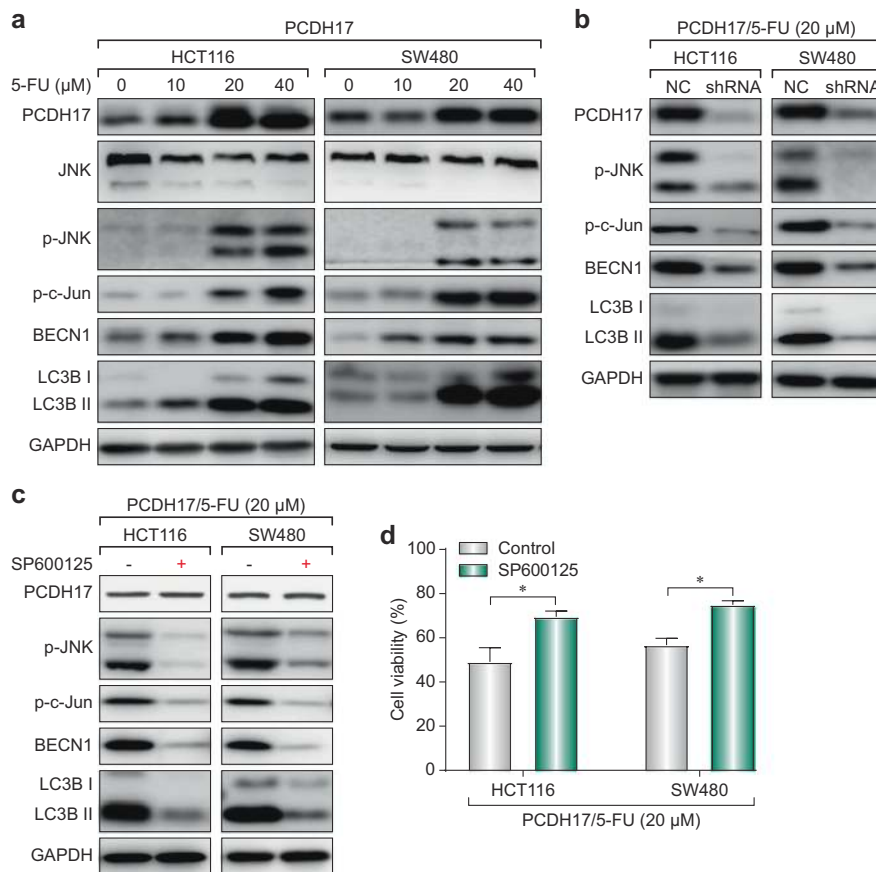 a
PCDH17
HCT116 SW480
5-FU (µM) 0 10 20 40 0 10 20 40
PCDH17
JNK
p-JNK
p-c-Jun
BECN1
LC3B I
LC3B II
GAPDH
b
PCDH17/5-FU (20 µM)
HCT116 SW480
NC shRNA NC shRNA
PCDH17
p-JNK
p-c-Jun
BECN1
LC3B I
LC3B II
GAPDH
c
PCDH17/5-FU (20 µM)
HCT116 SW480
SP600125 - + - +
PCDH17
p-JNK
p-c-Jun
BECN1
LC3B I
LC3B II
GAPDH
d
Control
SP600125
Cell viability (%)
100
80
60
40
20
0
* *
HCT116 SW480
PCDH17/5-FU (20 µM)